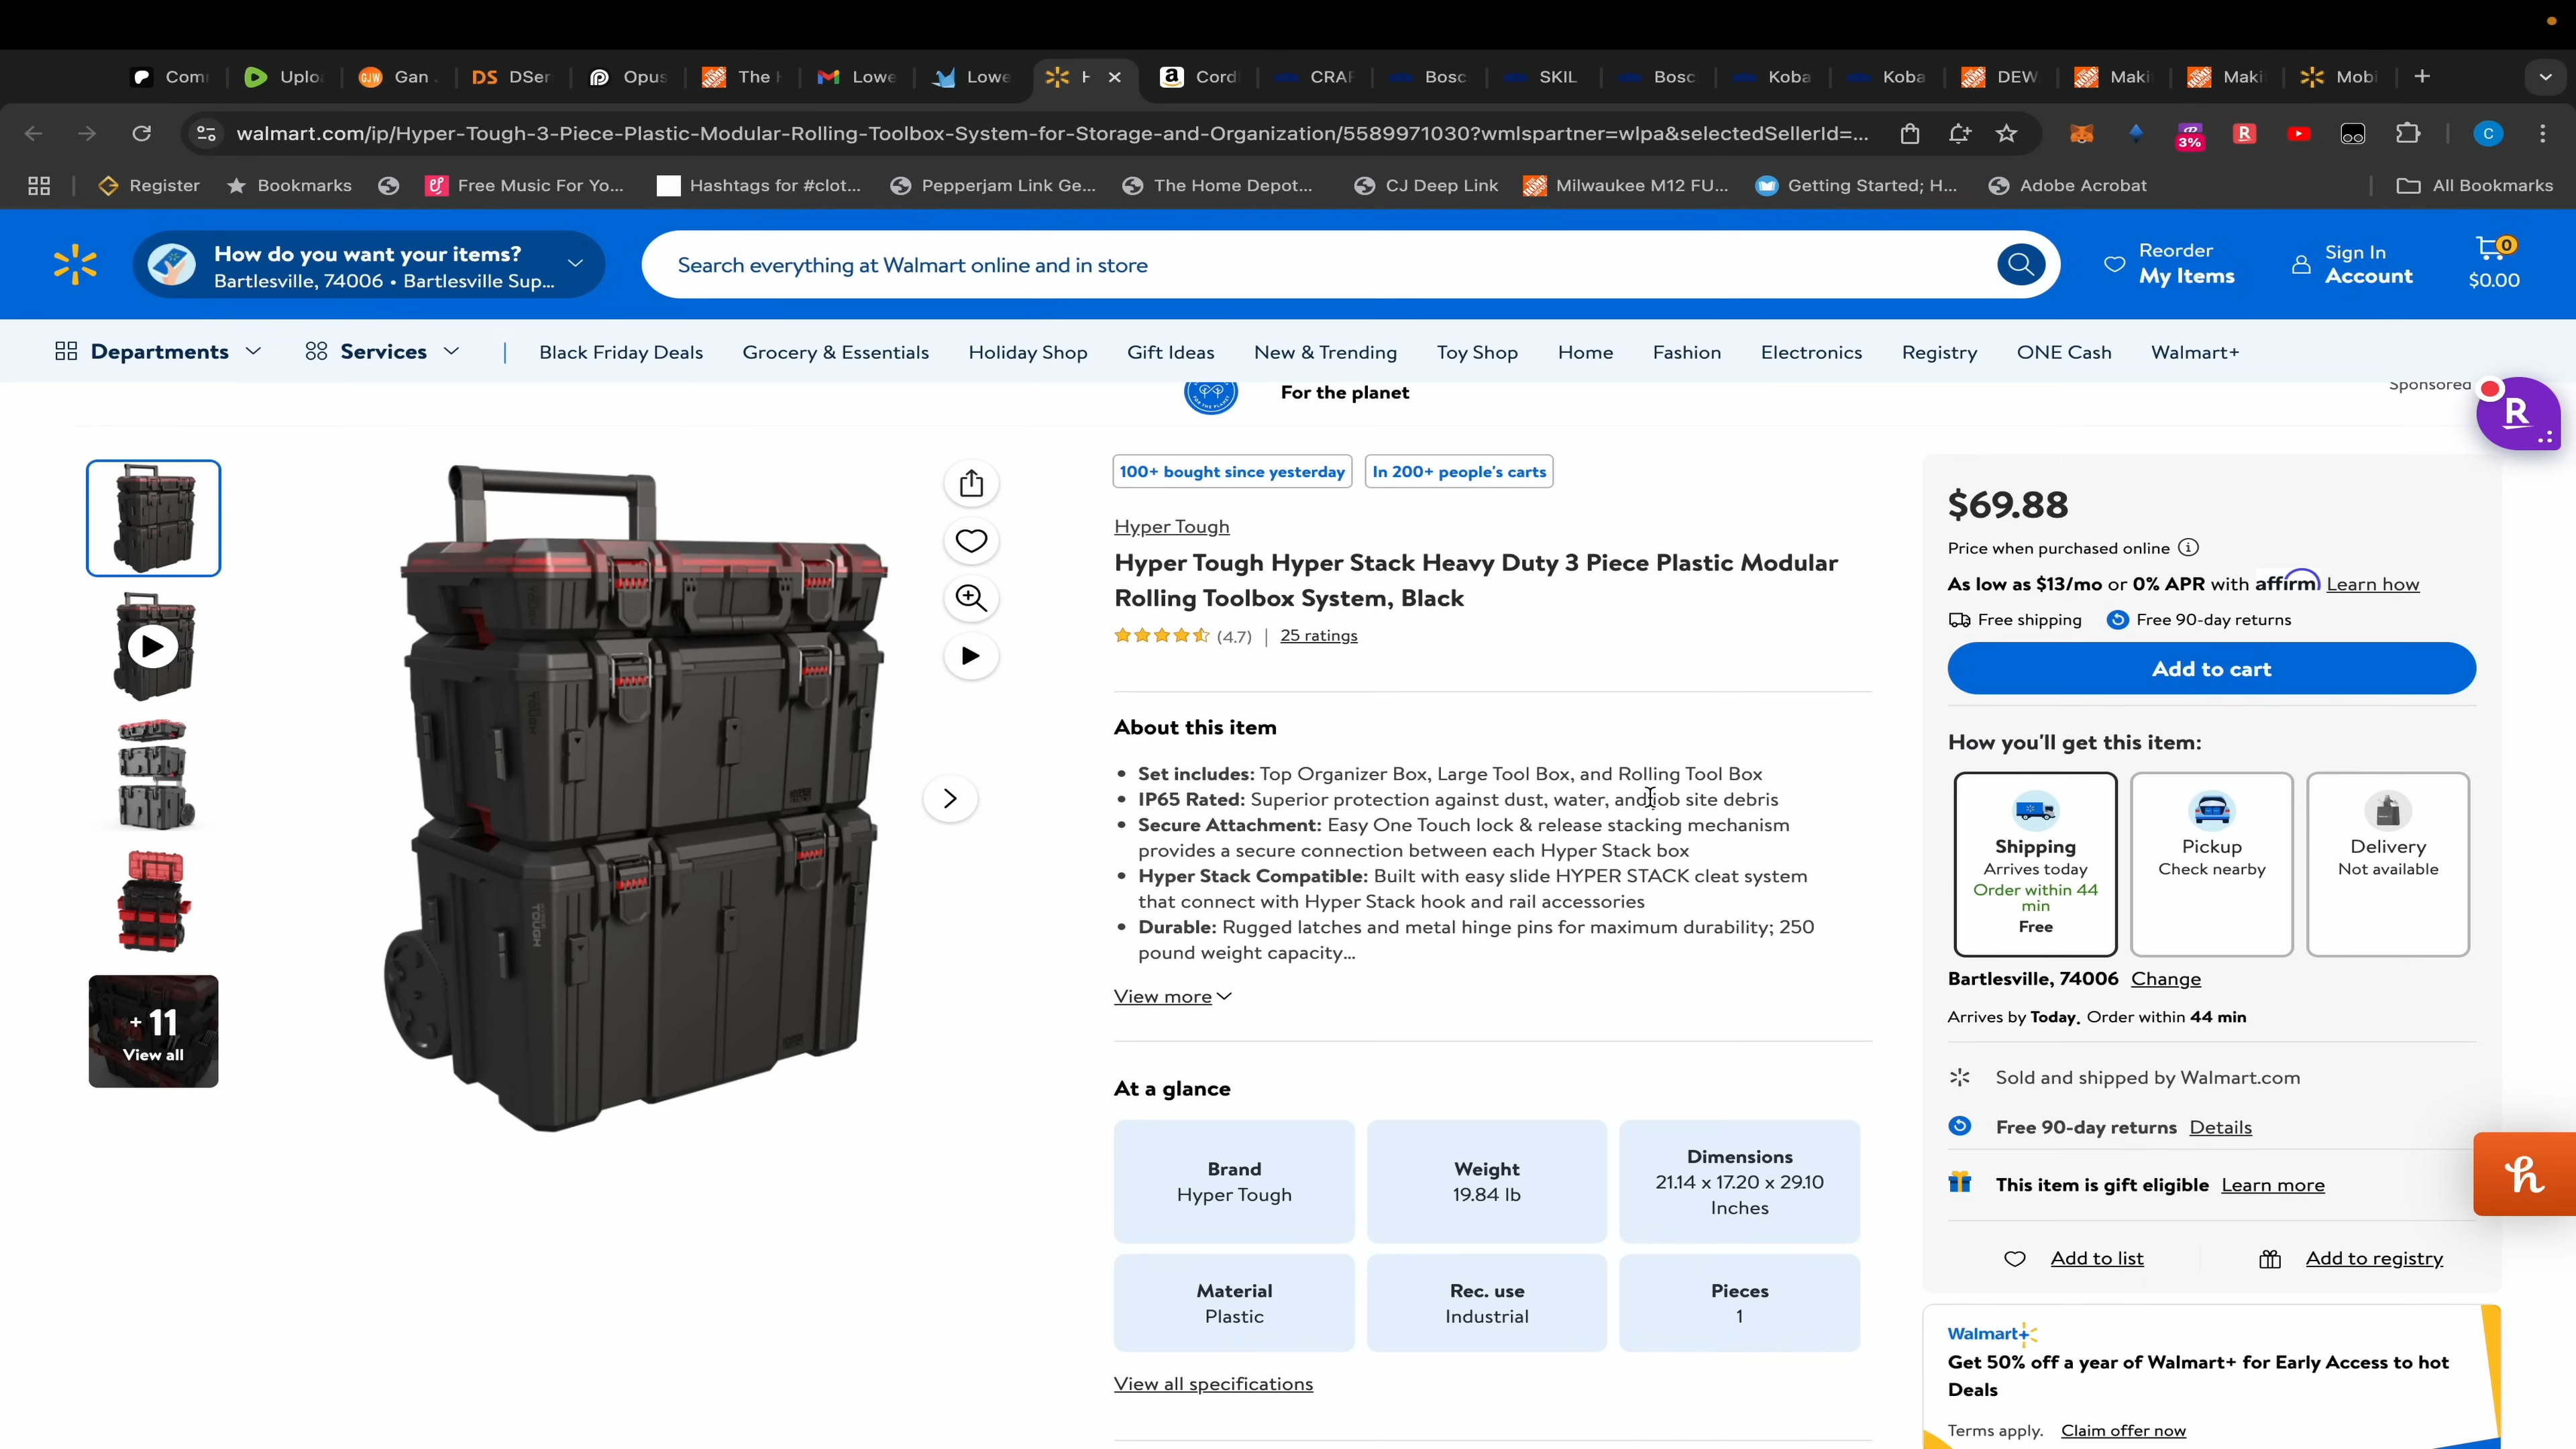 Com
Uplo
GJW
Gan
DS
DSer
Opus
The H
Lowe
Lowe
H
Cord
CRAF
Bosc
SKIL
Bosc
Koba
Koba
DEW
Maki
Maki
Mobi
walmart.com/ip/Hyper-Tough-3-Piece-Plastic-Modular-Rolling-Toolbox-System-for-Storage-and-Organization/5589971030?wmlspartner=wlpa&selectedSellerId=...
3%
R
C
Register
Bookmarks
Free Music For Yo...
Hashtags for #clot...
Pepperjam Link Ge...
The Home Depot...
CJ Deep Link
Milwaukee M12 FU...
Getting Started; H...
Adobe Acrobat
All Bookmarks
How do you want your items?
Bartlesville, 74006 • Bartlesville Sup...
Search everything at Walmart online and in store
Reorder
My Items
Sign In
Account
0
$0.00
Departments
Services
Black Friday Deals
Grocery & Essentials
Holiday Shop
Gift Ideas
New & Trending
Toy Shop
Home
Fashion
Electronics
Registry
ONE Cash
Walmart+
For the planet
Sponsored
R
100+ bought since yesterday
In 200+ people's carts
Hyper Tough
Hyper Tough Hyper Stack Heavy Duty 3 Piece Plastic Modular
Rolling Toolbox System, Black
(4.7) | 25 ratings
About this item
• Set includes: Top Organizer Box, Large Tool Box, and Rolling Tool Box
• IP65 Rated: Superior protection against dust, water, and job site debris
• Secure Attachment: Easy One Touch lock & release stacking mechanism
provides a secure connection between each Hyper Stack box
• Hyper Stack Compatible: Built with easy slide HYPER STACK cleat system
that connect with Hyper Stack hook and rail accessories
• Durable: Rugged latches and metal hinge pins for maximum durability; 250
pound weight capacity...
View more
At a glance
Brand
Hyper Tough
Weight
19.84 lb
Dimensions
21.14 x 17.20 x 29.10
Inches
Material
Plastic
Rec. use
Industrial
Pieces
1
View all specifications
+ 11
View all
HYPER
TOUGH
$69.88
Price when purchased online
As low as $13/mo or 0% APR with affirm Learn how
Free shipping
Free 90-day returns
Add to cart
How you'll get this item:
Shipping
Arrives today
Order within 44
min
Free
Pickup
Check nearby
Delivery
Not available
Bartlesville, 74006 Change
Arrives by Today. Order within 44 min
Sold and shipped by Walmart.com
Free 90-day returns Details
This item is gift eligible Learn more
Add to list
Add to registry
h
Walmart+
Get 50% off a year of Walmart+ for Early Access to hot
Deals
Terms apply. Claim offer now